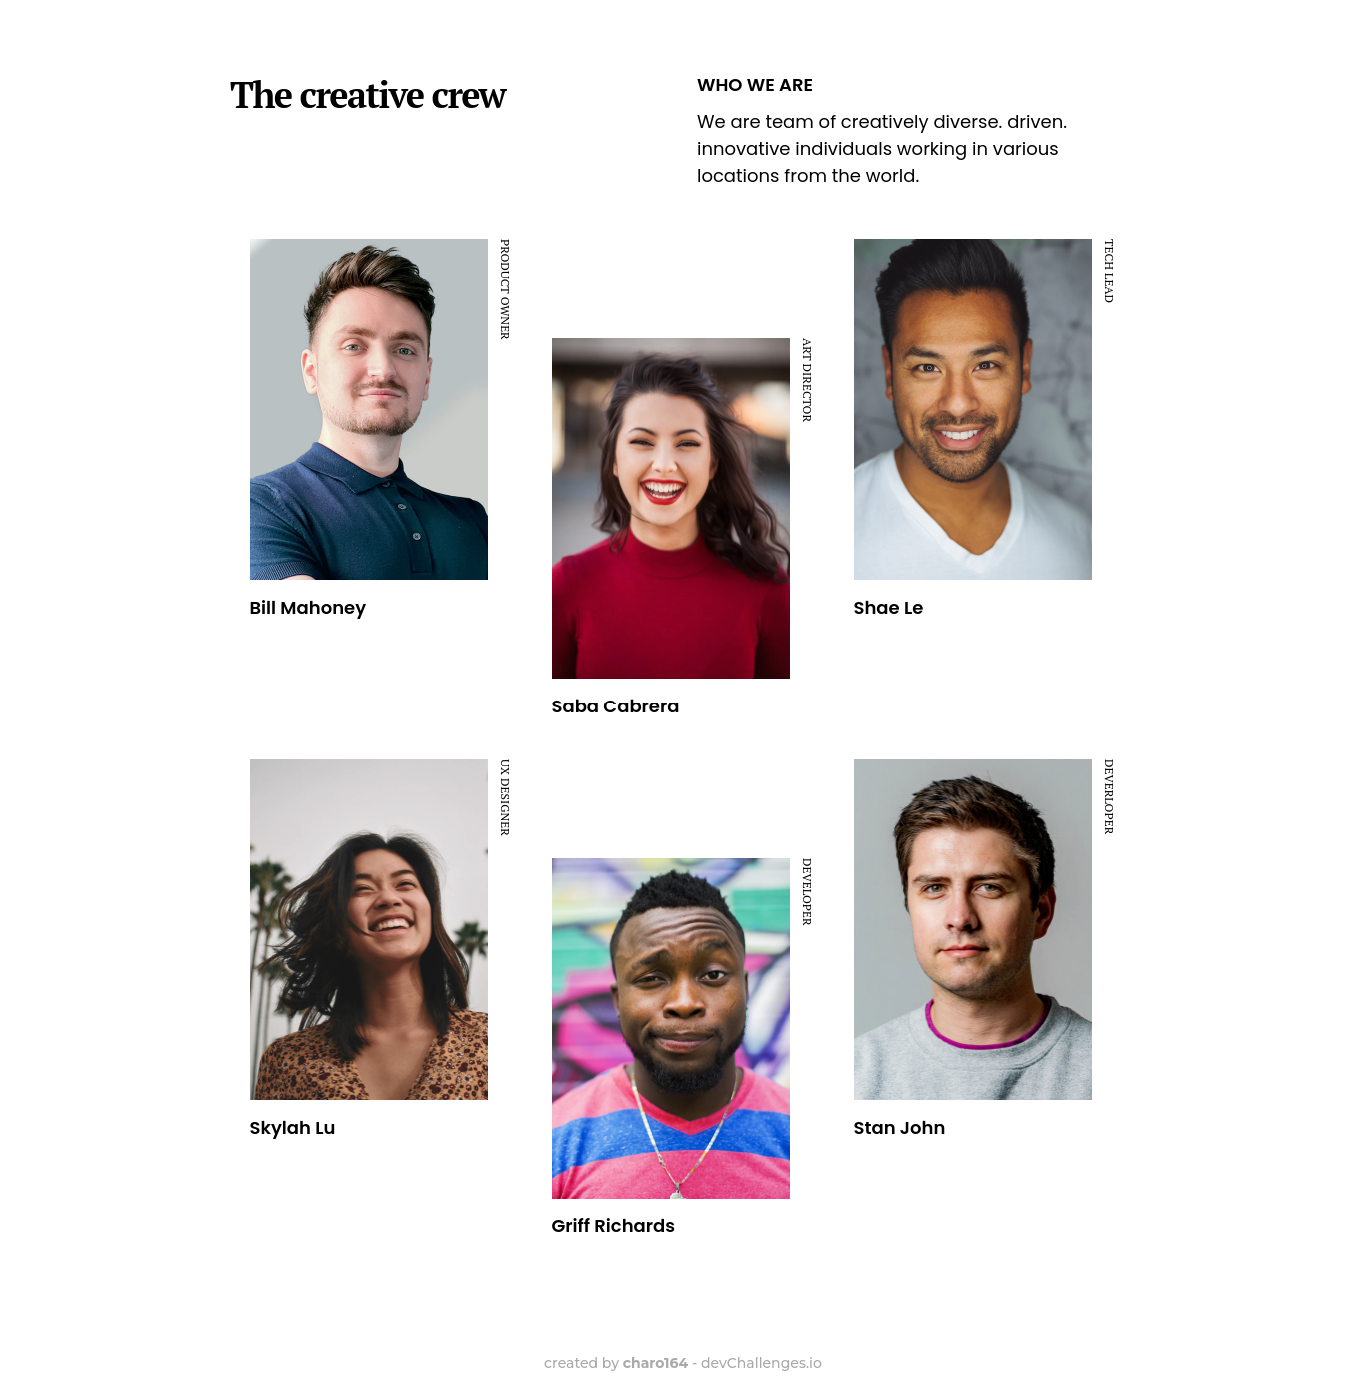 The creative crew
WHO WE ARE
We are team of creatively diverse. driven.
innovative individuals working in various
locations from the world.
PRODUCT OWNER
Bill Mahoney
ART DIRECTOR
Saba Cabrera
TECH LEAD
Shae Le
UX DESIGNER
Skylah Lu
DEVELOPER
Griff Richards
DEVERLOPER
Stan John
created by charo164 - devChallenges.io